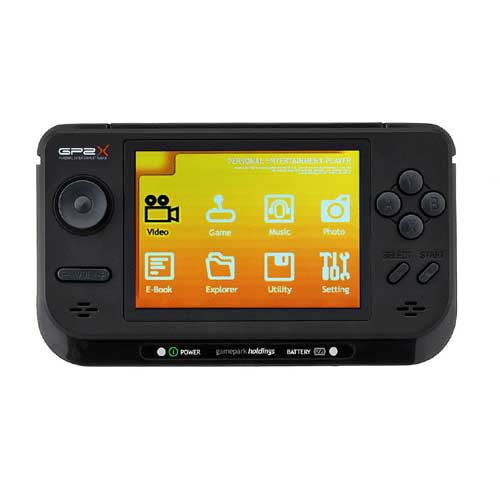 GP2X
PERSONAL ENTERTAINMENT PLAYER
Video
Game
Music
Photo
E-Book
Explorer
Utility
Setting
SELECT
START
Y
A
B
X
POWER
gamepark holdings
BATTERY